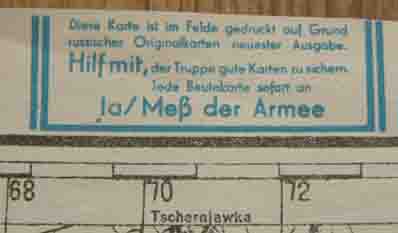 Diese Karte ist im Felde gedruckt auf Grund
russischer Originalkarten neuester Ausgabe.
Hilf mit, der Truppe gute Karten zu sichern.
Jede Beutekarte sofort an
Ia/Meß der Armee
68 70 72
Tschernjawka